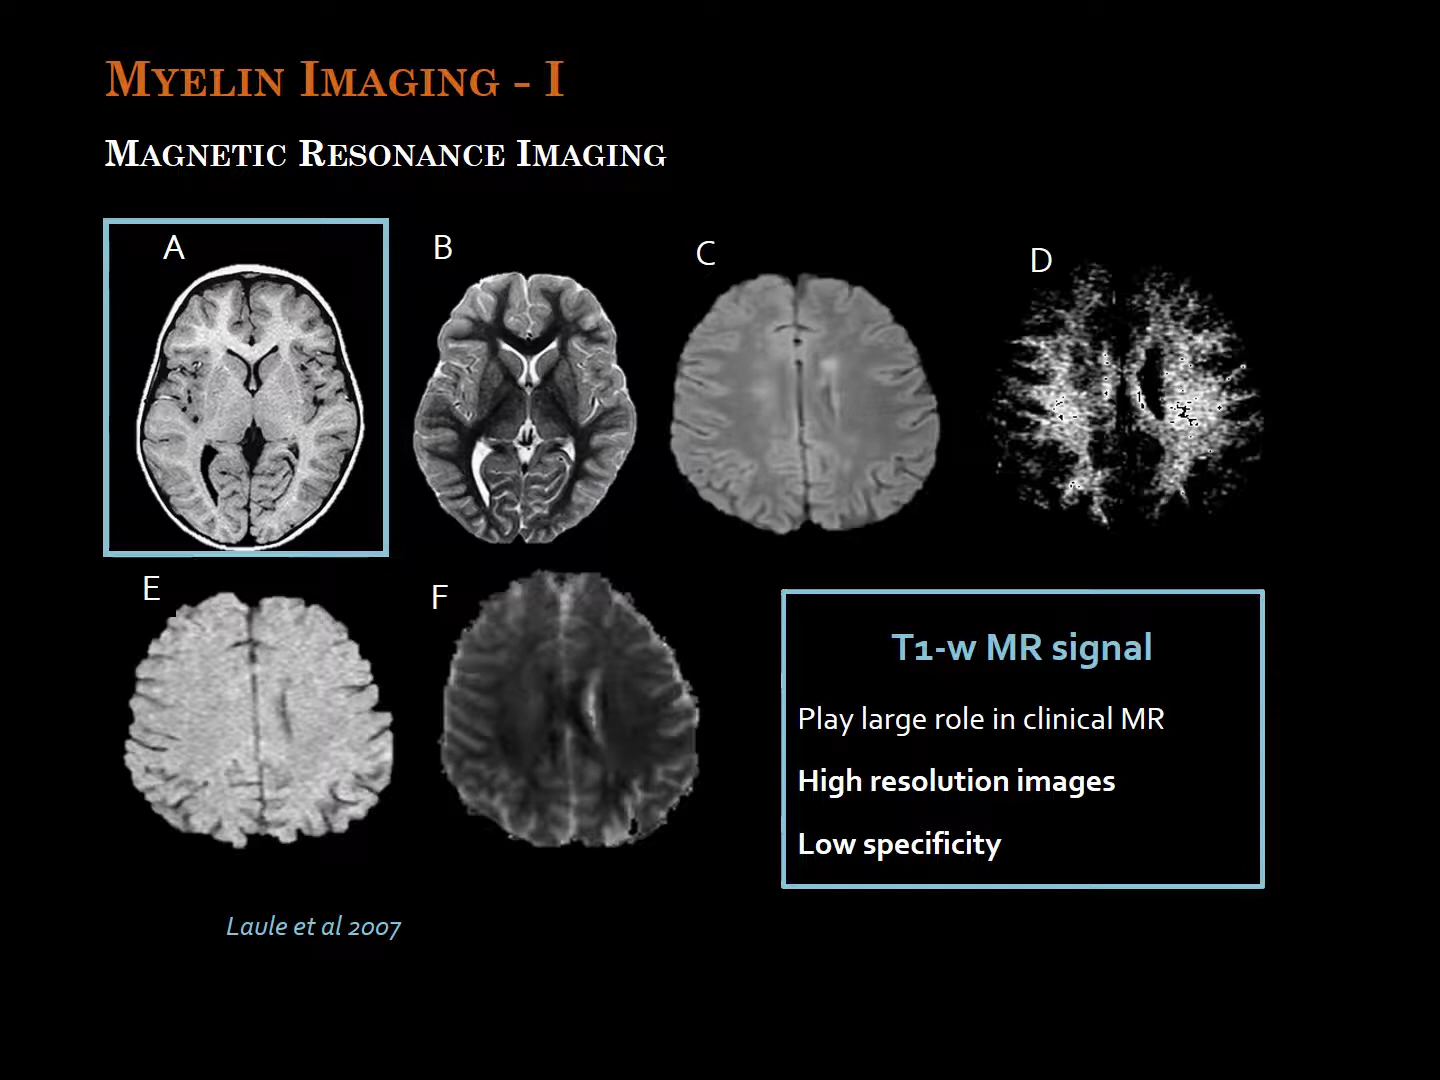 Myelin Imaging - I
Magnetic Resonance Imaging
A
B
C
D
E
F
T1-w MR signal
Play large role in clinical MR
High resolution images
Low specificity
Laule et al 2007